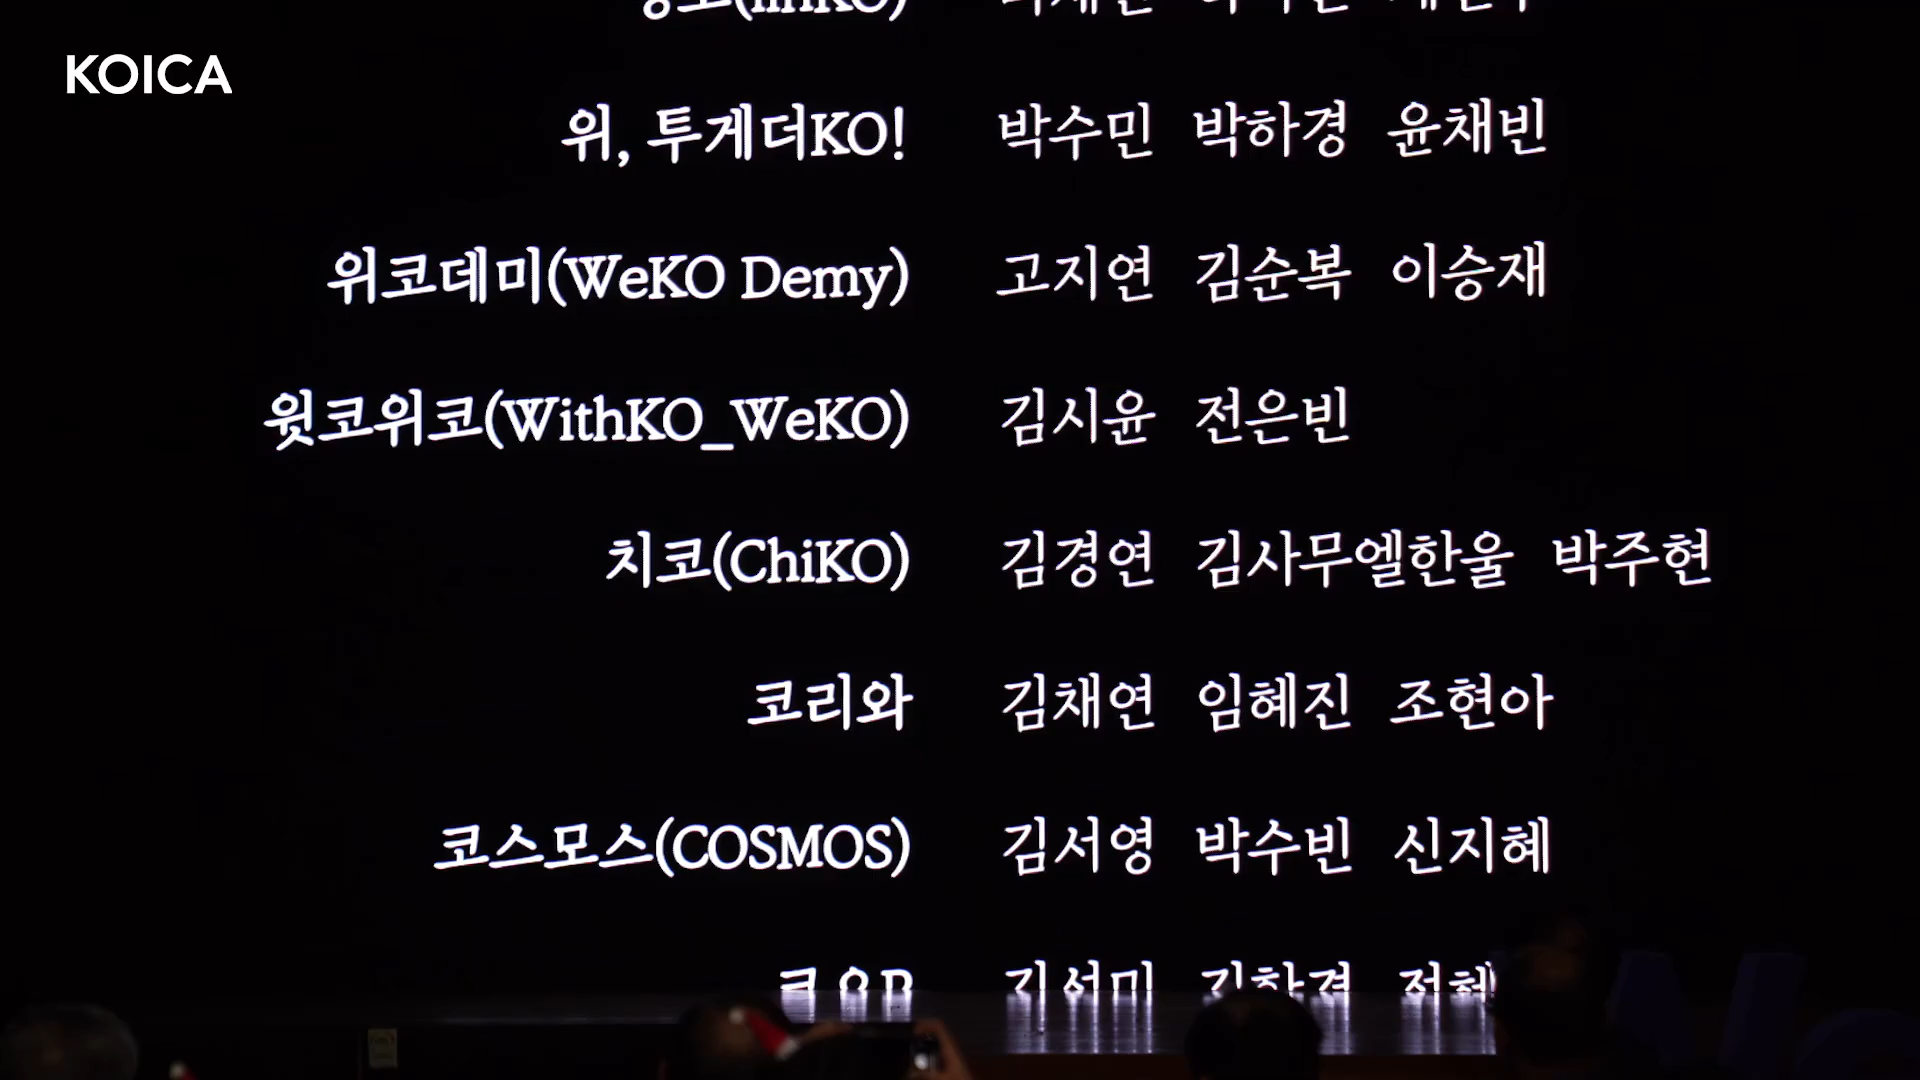 KOICA
위, 투게더KO! 박수민 박하경 윤채빈
위코데미(WeKO Demy) 고지연 김순복 이승재
윗코위코(WithKO_WeKO) 김시윤 전은빈
치코(ChiKO) 김경연 김사무엘한울 박주현
코리와 김채연 임혜진 조현아
코스모스(COSMOS) 김서영 박수빈 신지혜